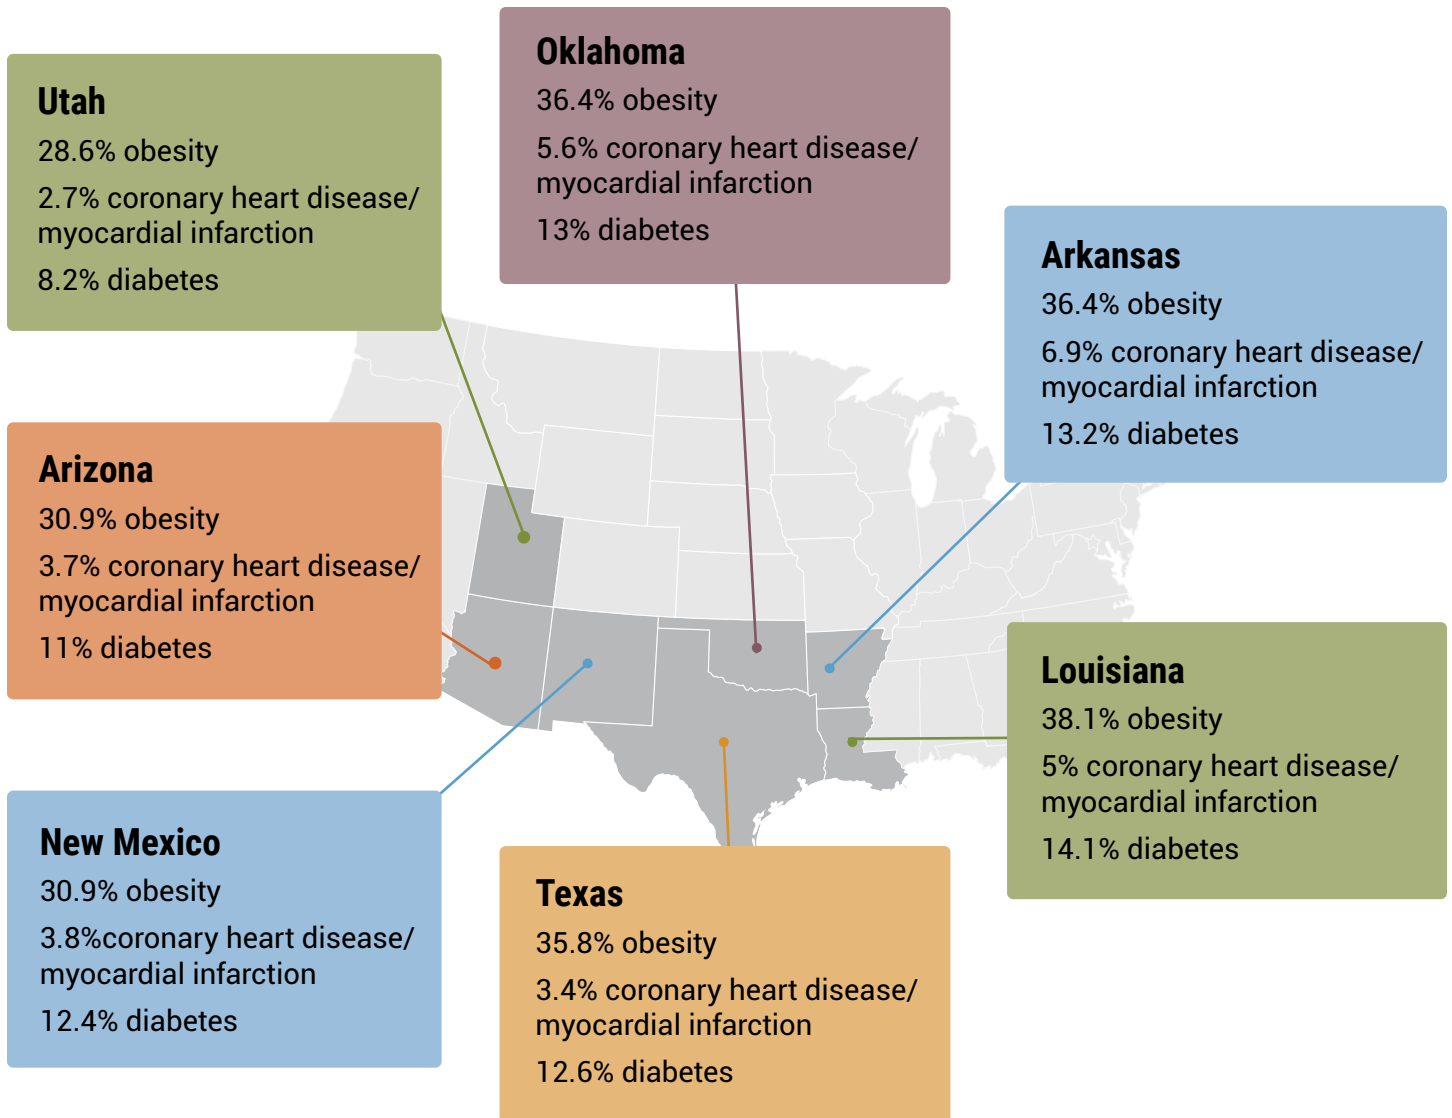 Utah
28.6% obesity
2.7% coronary heart disease/
myocardial infarction
8.2% diabetes
Oklahoma
36.4% obesity
5.6% coronary heart disease/
myocardial infarction
13% diabetes
Arkansas
36.4% obesity
6.9% coronary heart disease/
myocardial infarction
13.2% diabetes
Arizona
30.9% obesity
3.7% coronary heart disease/
myocardial infarction
11% diabetes
Louisiana
38.1% obesity
5% coronary heart disease/
myocardial infarction
14.1% diabetes
New Mexico
30.9% obesity
3.8%coronary heart disease/
myocardial infarction
12.4% diabetes
Texas
35.8% obesity
3.4% coronary heart disease/
myocardial infarction
12.6% diabetes